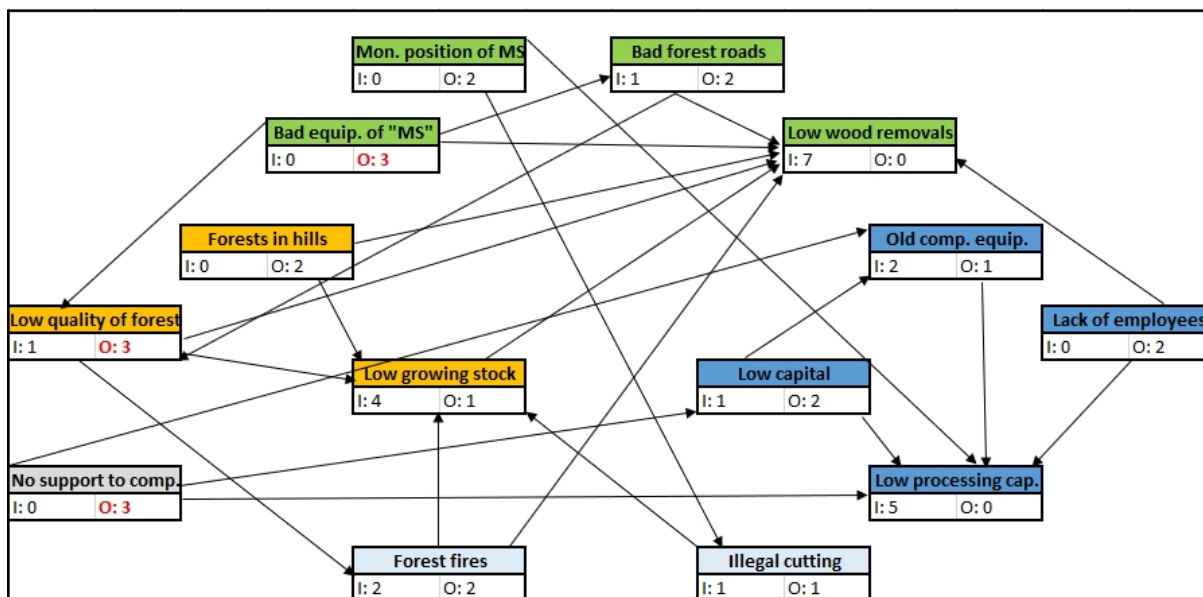 Mon. position of MS
I: 0 O: 2
Bad forest roads
I: 1 O: 2
Bad equip. of "MS"
I: 0 O: 3
Low wood removals
I: 7 O: 0
Forests in hills
I: 0 O: 2
Old comp. equip.
I: 2 O: 1
Low quality of forest
I: 1 O: 3
Lack of employees
I: 0 O: 2
Low growing stock
I: 4 O: 1
Low capital
I: 1 O: 2
No support to comp.
I: 0 O: 3
Low processing cap.
I: 5 O: 0
Forest fires
I: 2 O: 2
Illegal cutting
I: 1 O: 1